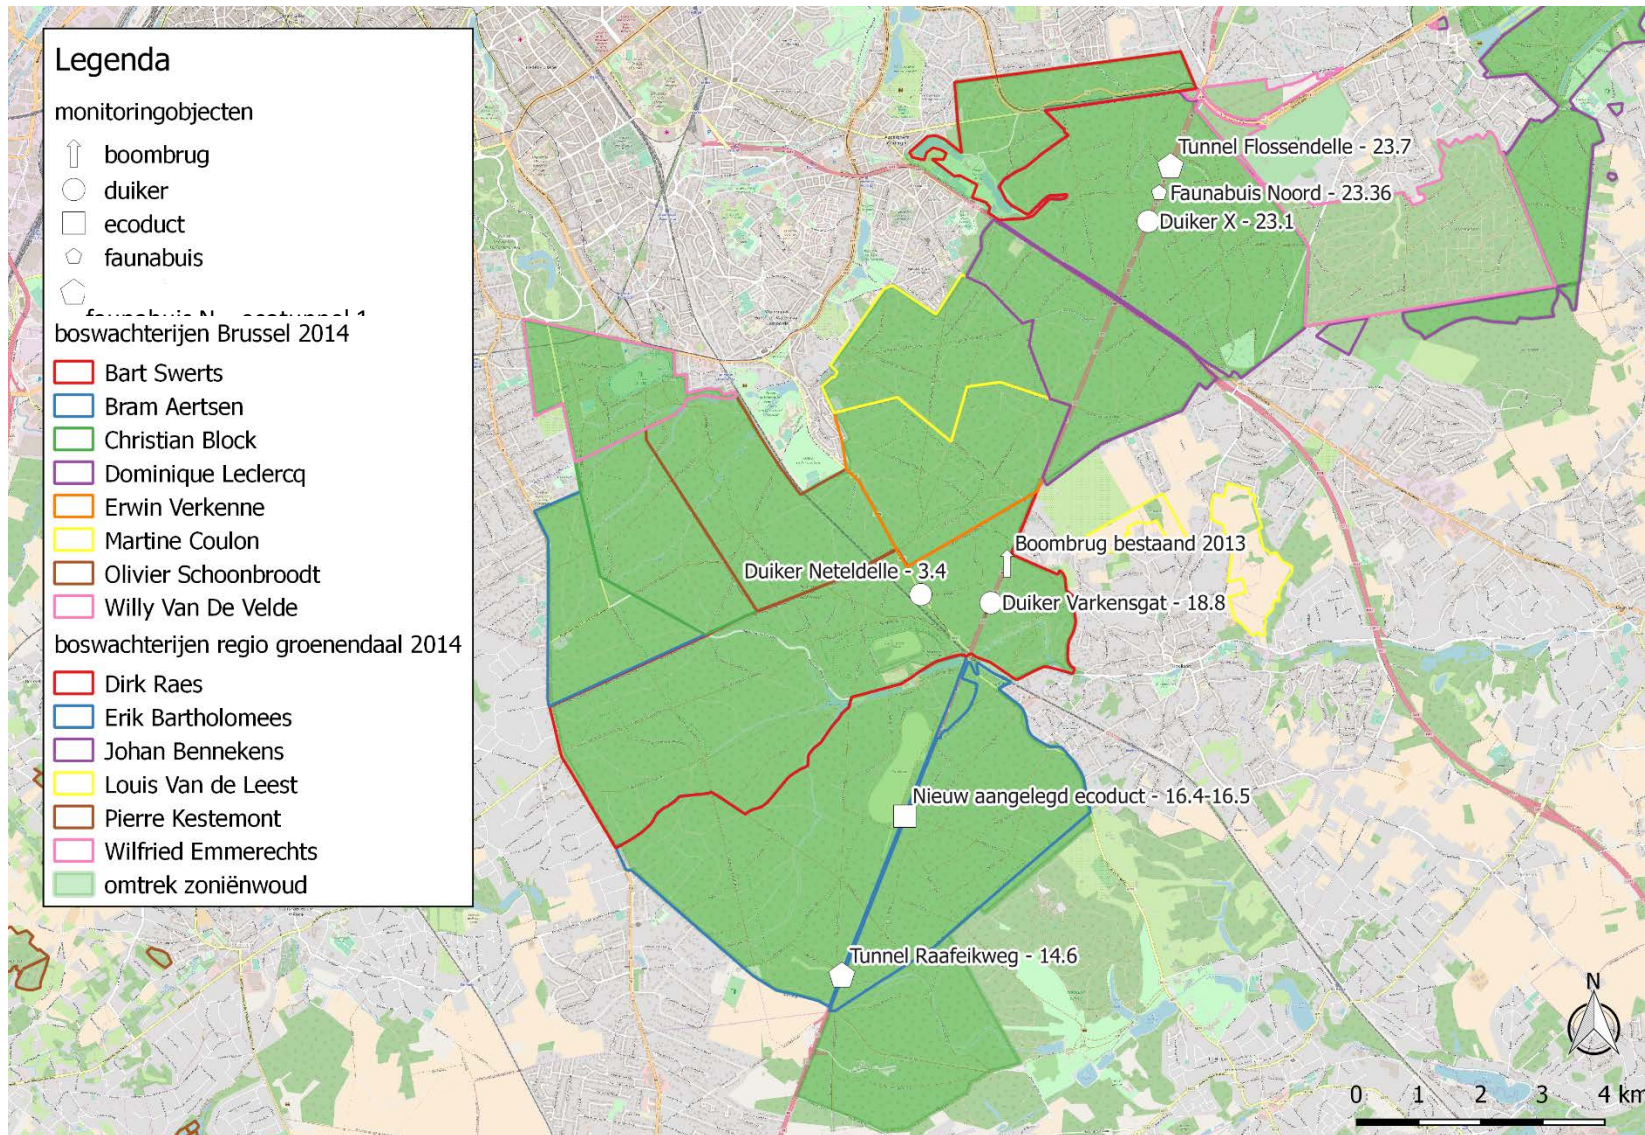 Legenda
monitoringobjecten
boombrug
duiker
ecoduct
faunabuis
boswachterijen Brussel 2014
Bart Swerts
Bram Aertsen
Christian Block
Dominique Leclercq
Erwin Verkenne
Martine Coulon
Olivier Schoonbroodt
Willy Van De Velde
boswachterijen regio groenendaal 2014
Dirk Raes
Erik Bartholomees
Johan Bennekens
Louis Van de Leest
Pierre Kestemont
Wilfried Emmerechts
omtrek zoniënwoud
Tunnel Flossendelle - 23.7
Faunabuis Noord - 23.36
Duiker X - 23.1
Boombrug bestaand 2013
Duiker Neteldelle - 3.4
Duiker Varkensgat - 18.8
Nieuw aangelegd ecoduct - 16.4-16.5
Tunnel Raafeikweg - 14.6
N
0 1 2 3 4 km